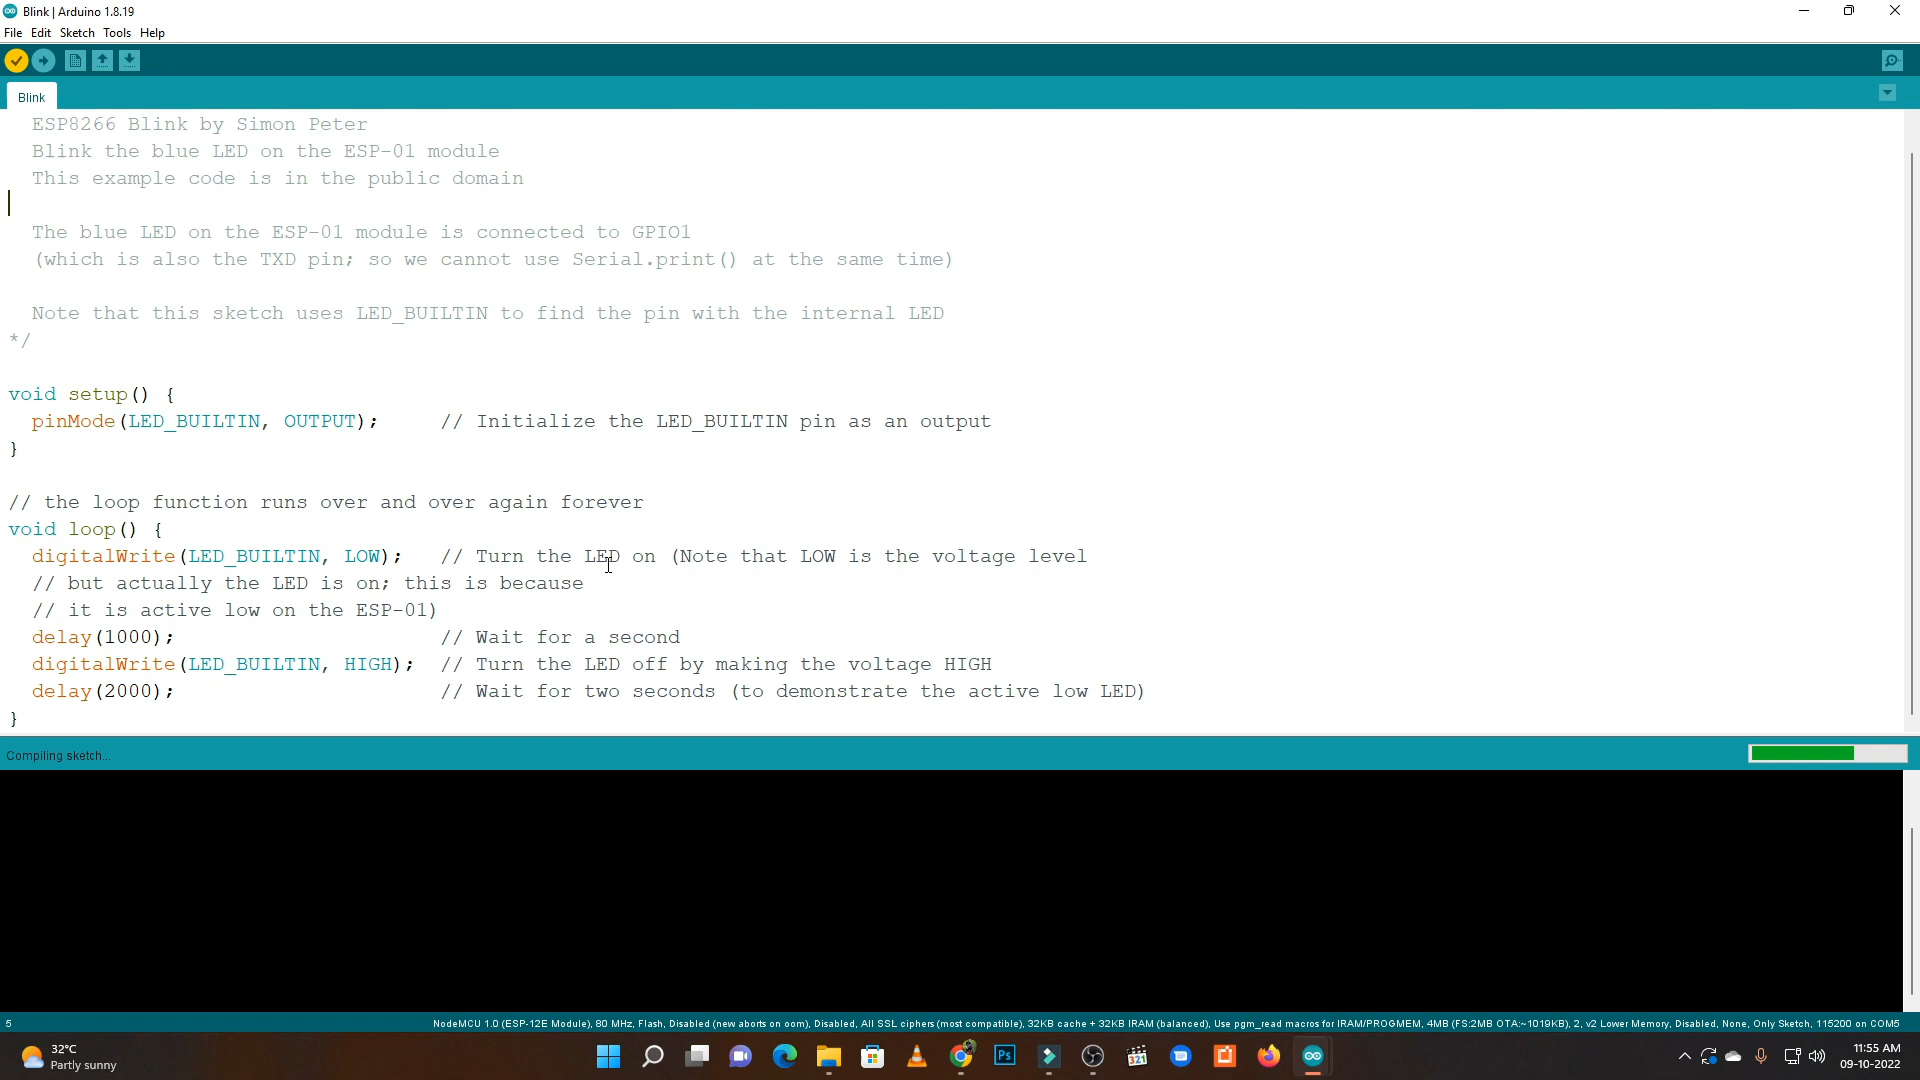 Blink | Arduino 1.8.19
File Edit Sketch Tools Help
Blink
ESP8266 Blink by Simon Peter
Blink the blue LED on the ESP-01 module
This example code is in the public domain
The blue LED on the ESP-01 module is connected to GPIO1
(which is also the TXD pin; so we cannot use Serial.print() at the same time)
Note that this sketch uses LED_BUILTIN to find the pin with the internal LED
*/
void setup() {
pinMode(LED_BUILTIN, OUTPUT); // Initialize the LED_BUILTIN pin as an output
}
// the loop function runs over and over again forever
void loop() {
digitalWrite(LED_BUILTIN, LOW); // Turn the LED on (Note that LOW is the voltage level
// but actually the LED is on; this is because
// it is active low on the ESP-01)
delay(1000); // Wait for a second
digitalWrite(LED_BUILTIN, HIGH); // Turn the LED off by making the voltage HIGH
delay(2000); // Wait for two seconds (to demonstrate the active low LED)
}
Compiling sketch...
5 NodeMCU 1.0 (ESP-12E Module), 80 MHz, Flash, Disabled (new aborts on oom), Disabled, All SSL ciphers (most compatible), 32KB cache + 32KB IRAM (balanced), Use pgm_read macros for IRAM/PROGMEM, 4MB (FS:2MB OTA:~1019KB), 2, v2 Lower Memory, Disabled, None, Only Sketch, 115200 on COM5
32°C
Partly sunny
Ps
321
11:55 AM
09-10-2022